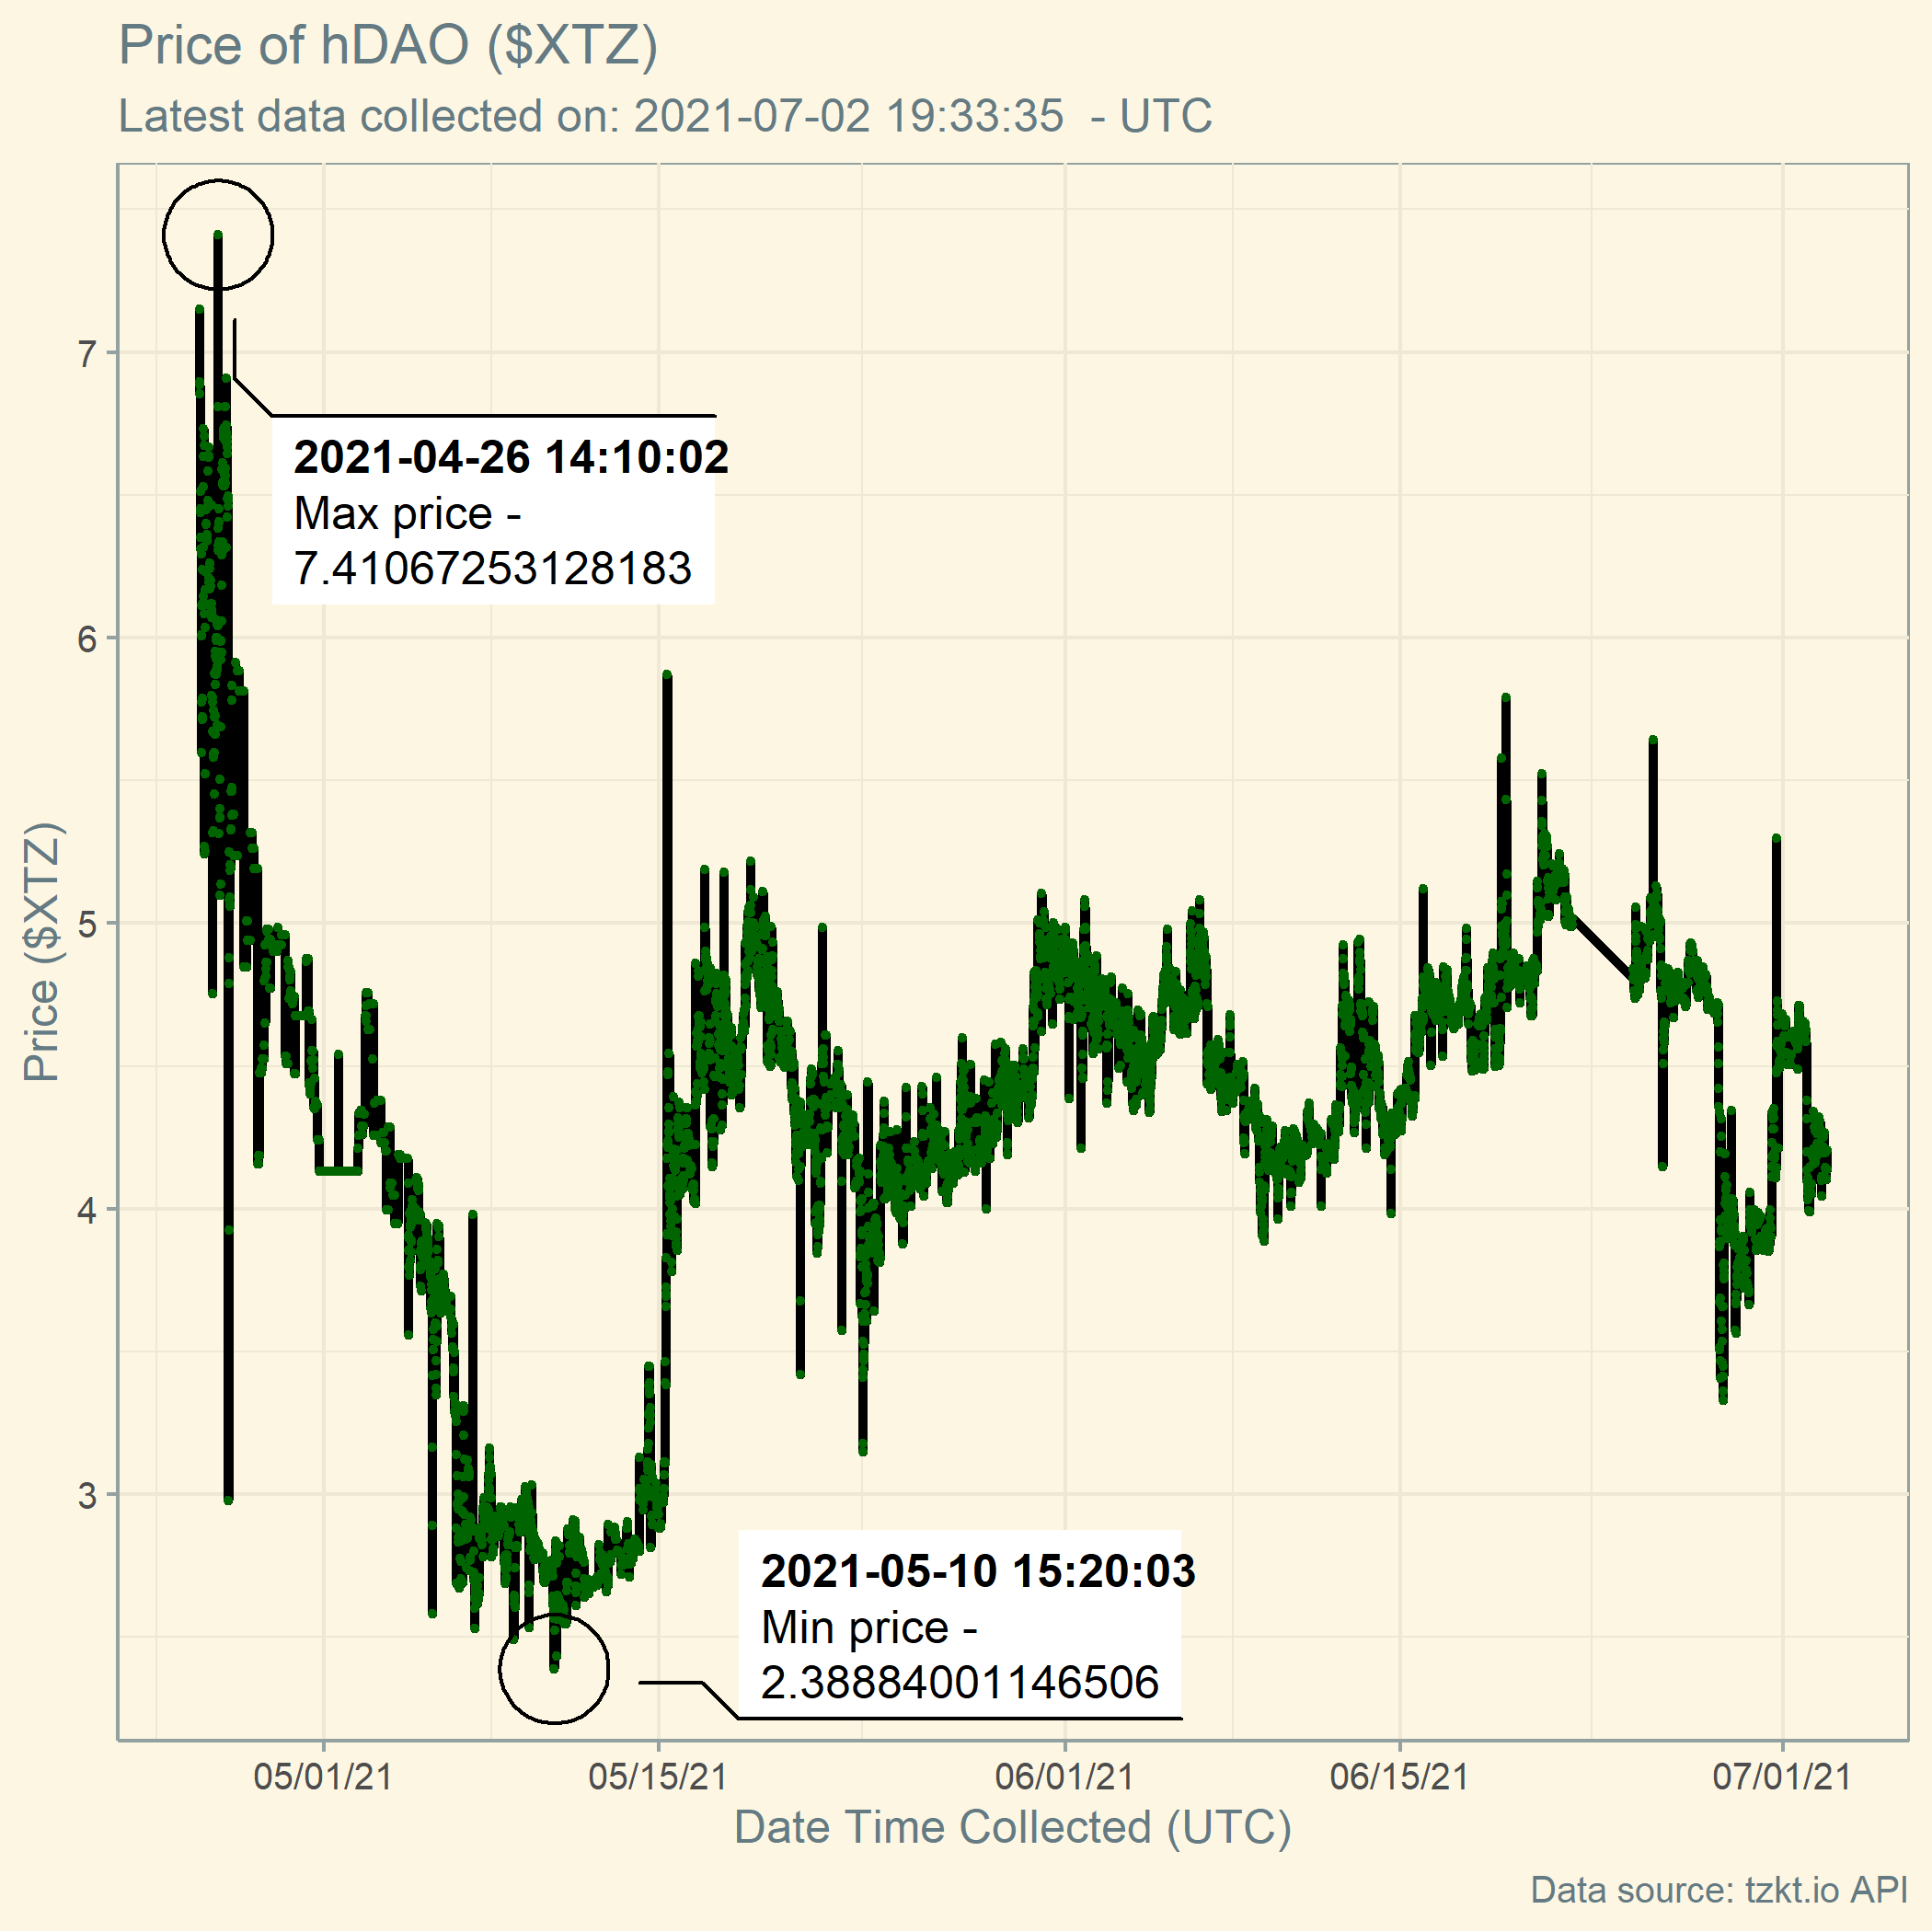 Price of hDAO ($XTZ)
Latest data collected on: 2021-07-02 19:33:35  - UTC
2021-04-26 14:10:02
Max price -
7.41067253128183
7
6
5
4
3
Price ($XTZ)
2021-05-10 15:20:03
Min price -
2.38884001146506
05/01/21 05/15/21 06/01/21 06/15/21 07/01/21
Date Time Collected (UTC)
Data source: tzkt.io API